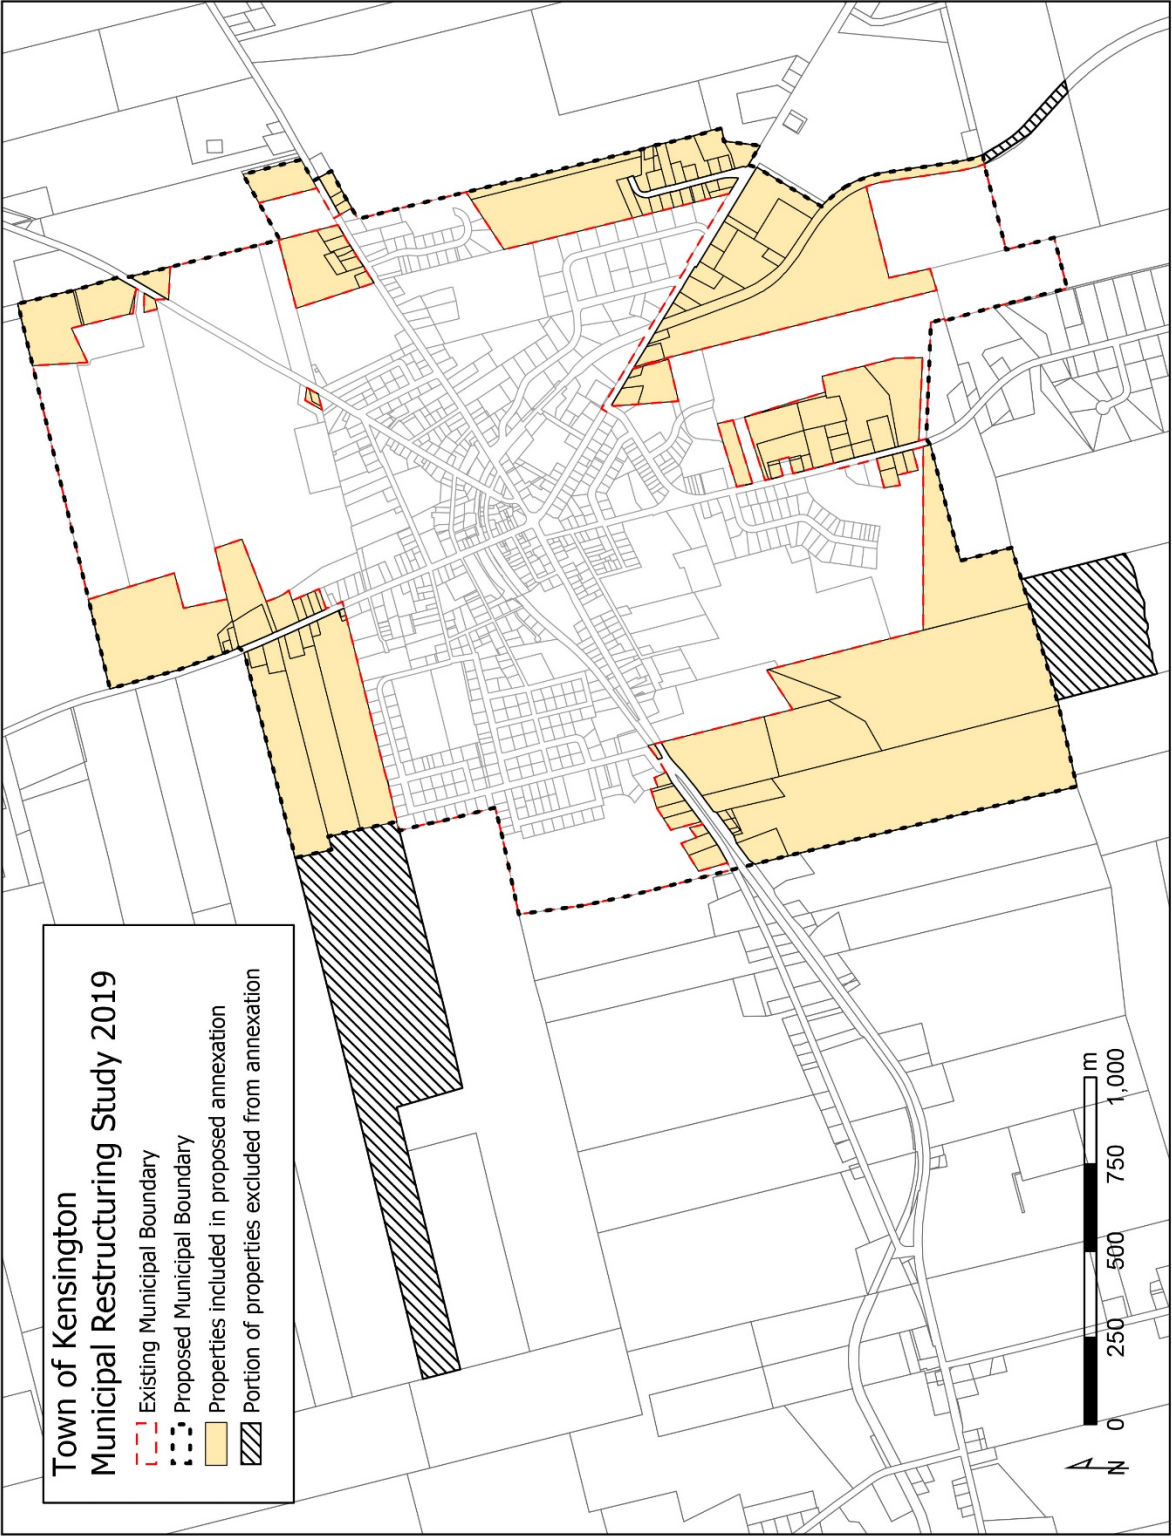 Town of Kensington
Municipal Restructuring Study 2019
Existing Municipal Boundary
Proposed Municipal Boundary
Properties included in proposed annexation
Portion of properties excluded from annexation
N
0 250 500 750 1,000
m